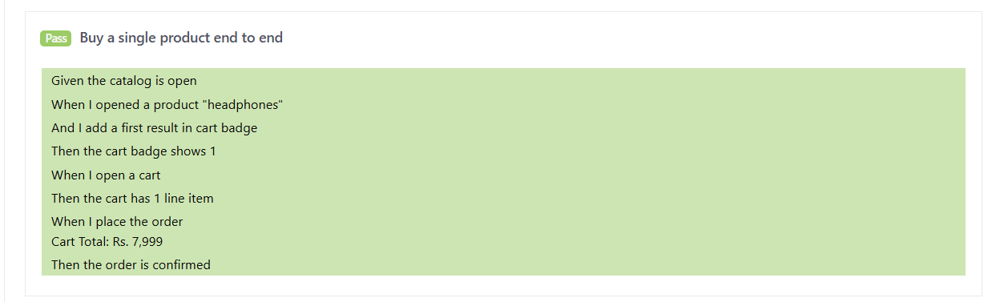 Pass Buy a single product end to end
Given the catalog is open
When I opened a product "headphones"
And I add a first result in cart badge
Then the cart badge shows 1
When I open a cart
Then the cart has 1 line item
When I place the order
Cart Total: Rs. 7,999
Then the order is confirmed